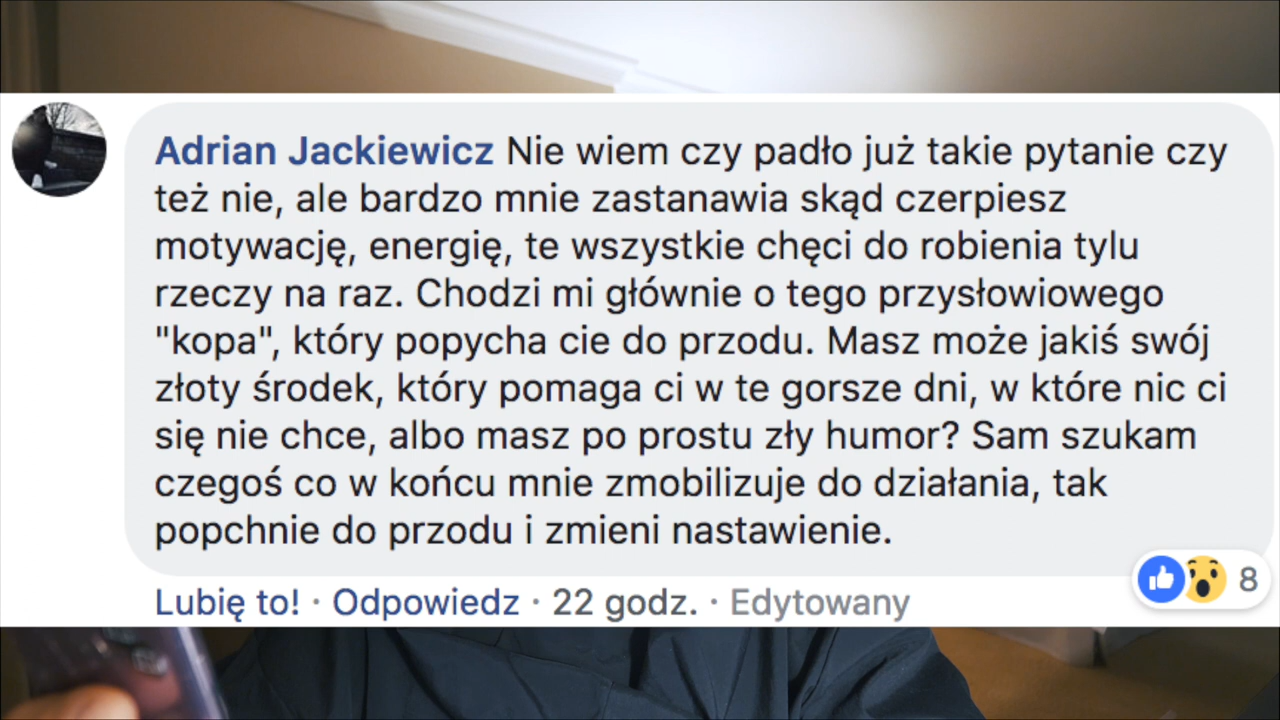 Adrian Jackiewicz Nie wiem czy padło już takie pytanie czy
też nie, ale bardzo mnie zastanawia skąd czerpiesz
motywację, energię, te wszystkie chęci do robienia tylu
rzeczy na raz. Chodzi mi głównie o tego przysłowiowego
"kopa", który popycha cie do przodu. Masz może jakiś swój
złoty środek, który pomaga ci w te gorsze dni, w które nic ci
się nie chce, albo masz po prostu zły humor? Sam szukam
czegoś co w końcu mnie zmobilizuje do działania, tak
popchnie do przodu i zmieni nastawienie.
8
Lubię to! · Odpowiedz · 22 godz. · Edytowany